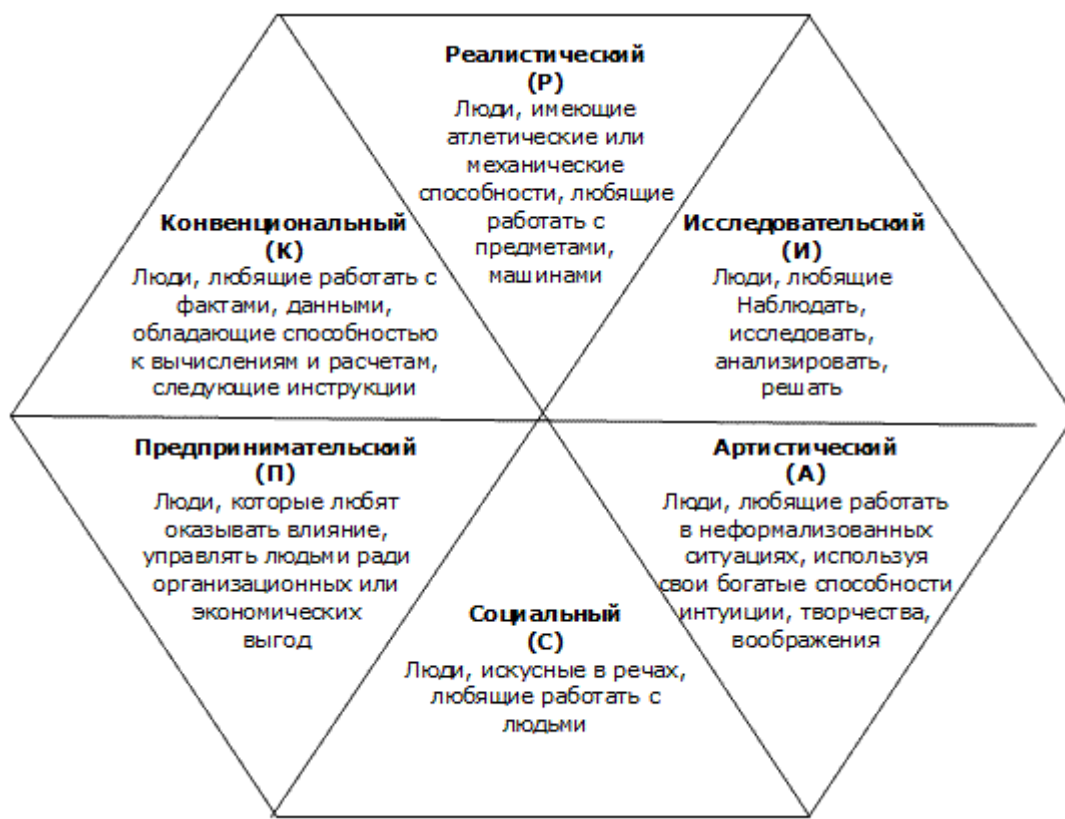 Реалистический
(Р)
Люди, имеющие
атлетические или
механические
способности, любящие
работать с
предметами,
машинами
Конвенциональный
(К)
Люди, любящие работать с
фактами, данными,
обладающие способностью
к вычислениям и расчетам,
следующие инструкции
Исследовательский
(И)
Люди, любящие
Наблюдать,
исследовать,
анализировать,
решать
Предпринимательский
(П)
Люди, которые любят
оказывать влияние,
управлять людьми ради
организационных или
экономических
выгод
Социальный
(С)
Люди, искусные в речах,
любящие работать с
людьми
Артистический
(А)
Люди, любящие работать
в неформализованных
ситуациях, используя
свои богатые способности
интуиции, творчества,
воображения